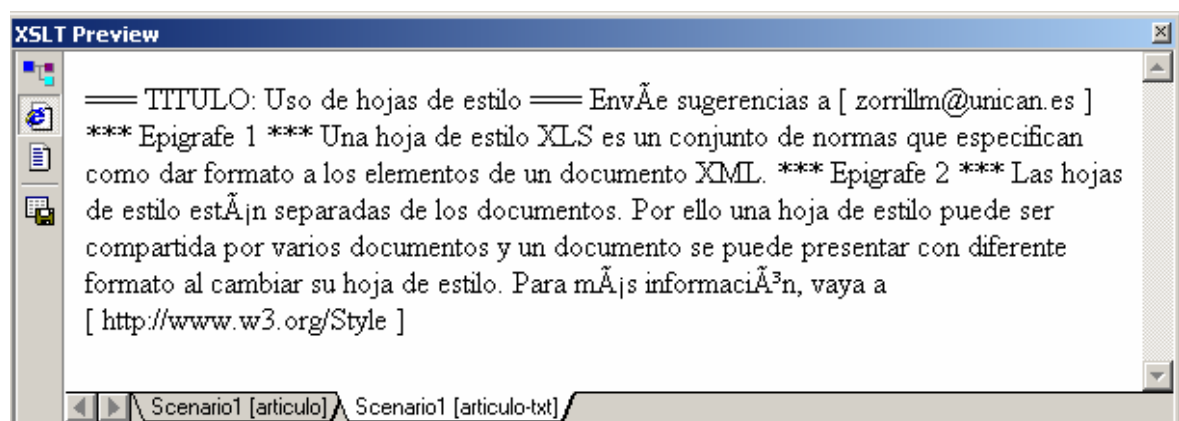 XSLT Preview
=== TITULO: Uso de hojas de estilo === EnvÃe sugerencias a [ zorrillm@unican.es ]
*** Epigrafe 1 *** Una hoja de estilo XLS es un conjunto de normas que especifican
como dar formato a los elementos de un documento XML. *** Epigrafe 2 *** Las hojas
de estilo estÃ¡n separadas de los documentos. Por ello una hoja de estilo puede ser
compartida por varios documentos y un documento se puede presentar con diferente
formato al cambiar su hoja de estilo. Para mÃ¡s informaciÃ³n, vaya a
[ http://www.w3.org/Style ]
Scenario1 [articulo] Scenario1 [articulo-txt]